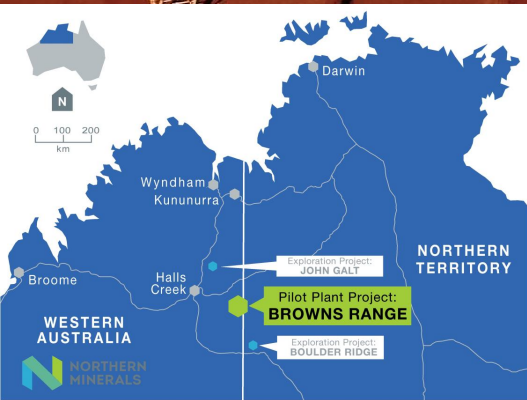 N
0 100 200
km
Darwin
Wyndham
Kununurra
Exploration Project:
JOHN GALT
NORTHERN
TERRITORY
Broome
Halls
Creek
Pilot Plant Project:
BROWNS RANGE
WESTERN
AUSTRALIA
Exploration Project:
BOULDER RIDGE
NORTHERN
MINERALS